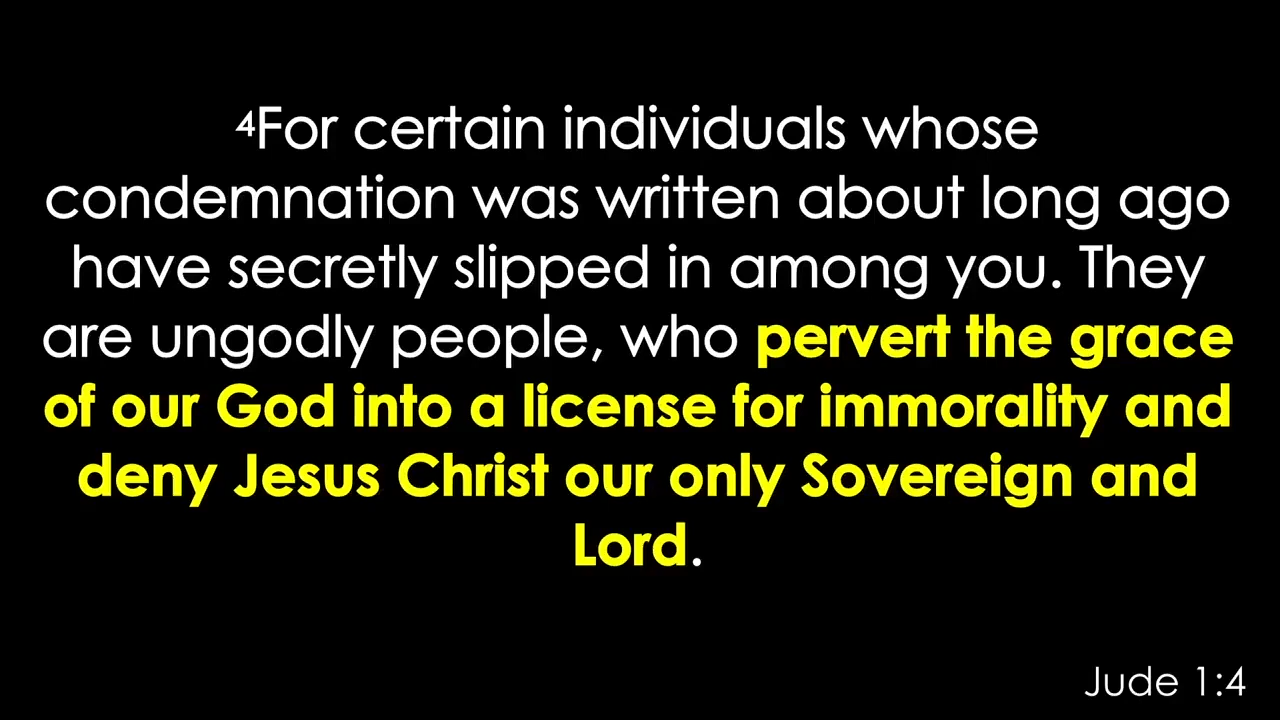 ⁴For certain individuals whose
condemnation was written about long ago
have secretly slipped in among you. They
are ungodly people, who pervert the grace
of our God into a license for immorality and
deny Jesus Christ our only Sovereign and
Lord.
Jude 1:4